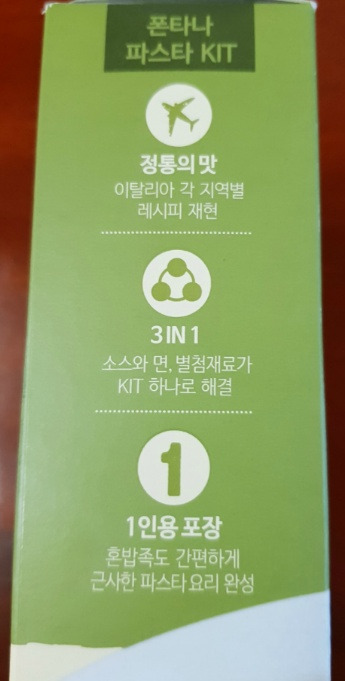 폰타나
파스타 KIT
정통의 맛
이탈리아 각 지역별
레시피 재현
3 IN 1
소스와 면, 별첨재료가
KIT 하나로 해결
1
1인용 포장
혼밥족도 간편하게
근사한 파스타 요리 완성